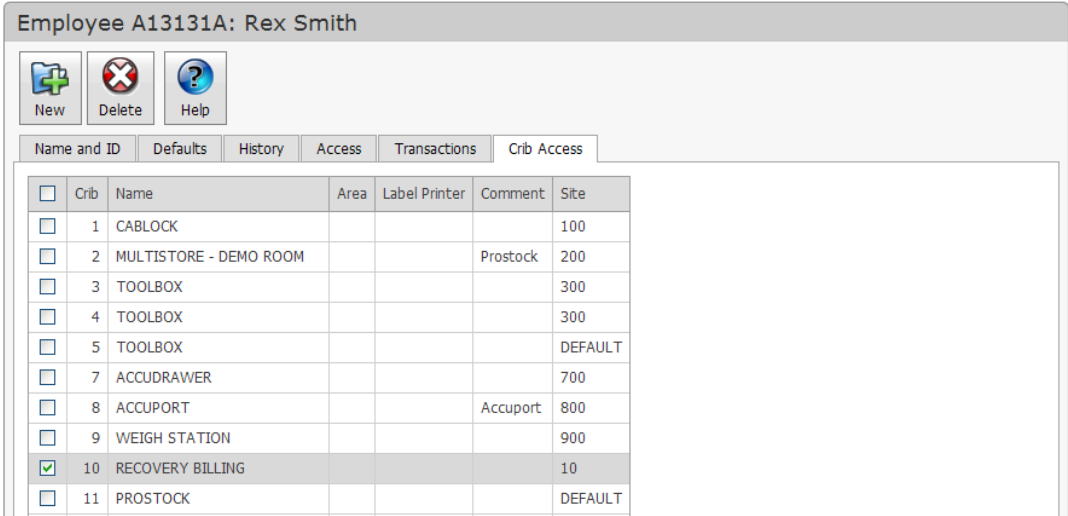 Employee A13131A: Rex Smith
New Delete Help
Name and ID Defaults History Access Transactions Crib Access
Crib Name Area Label Printer Comment Site
1 CABLOCK 100
2 MULTISTORE - DEMO ROOM Prostock 200
3 TOOLBOX 300
4 TOOLBOX 300
5 TOOLBOX DEFAULT
7 ACCUDRAWER 700
8 ACCUPORT Accuport 800
9 WEIGH STATION 900
10 RECOVERY BILLING 10
11 PROSTOCK DEFAULT